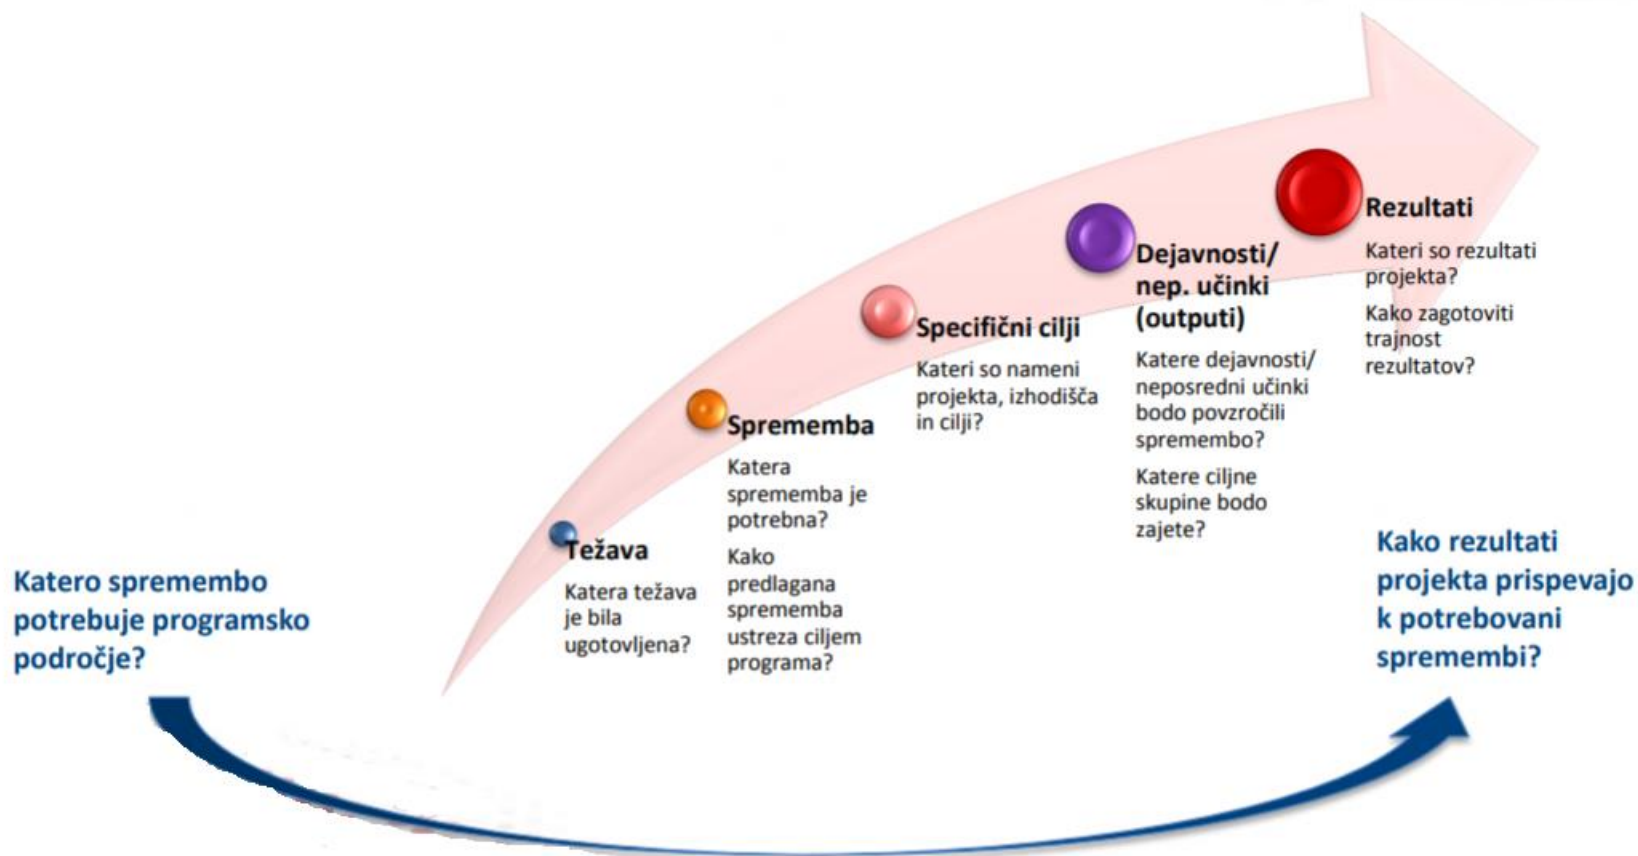 Katero spremembo
potrebuje programsko
področje?
Težava
Katera težava
je bila
ugotovljena?
Sprememba
Katera
sprememba je
potrebna?
Kako
predlagana
sprememba
ustreza ciljem
programa?
Specifični cilji
Kateri so nameni
projekta, izhodišča
in cilji?
Dejavnosti/
nep. učinki
(outputi)
Katere dejavnosti/
neposredni učinki
bodo povzročili
spremembo?
Katere ciljne
skupine bodo
zajete?
Rezultati
Kateri so rezultati
projekta?
Kako zagotoviti
trajnost
rezultatov?
Kako rezultati
projekta prispevajo
k potrebovani
spremembi?